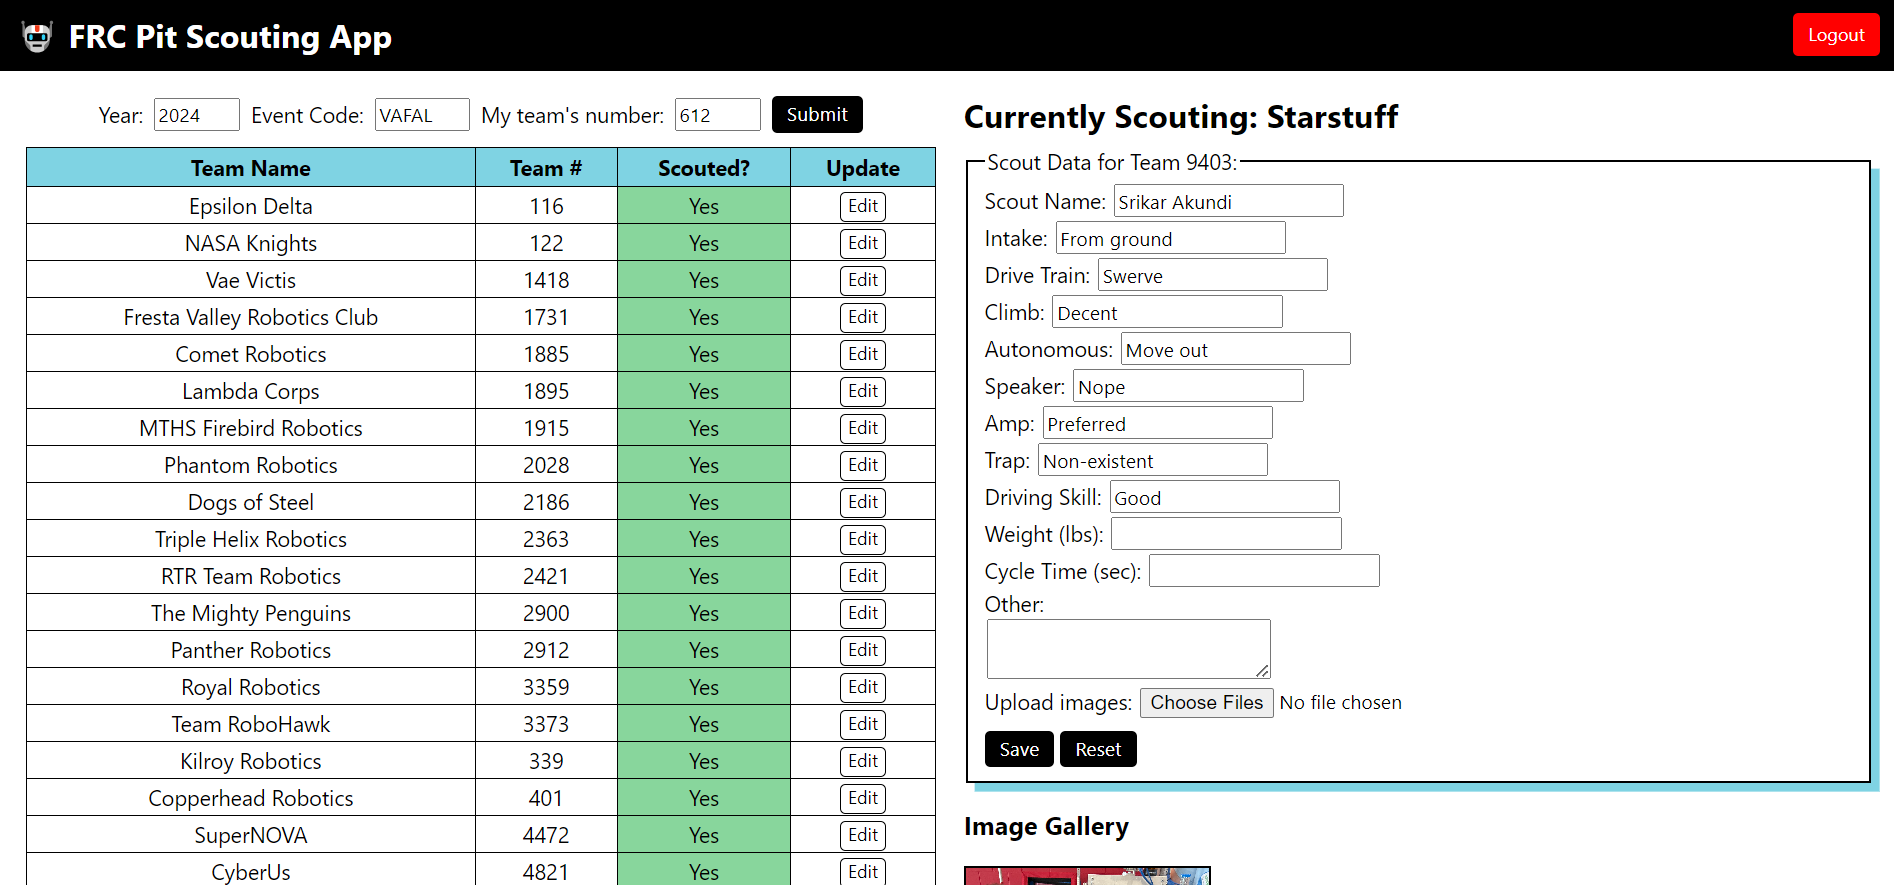 FRC Pit Scouting App
Logout
Year: 2024 Event Code: VAFAL My team's number: 612 Submit
Team Name Team # Scouted? Update
Epsilon Delta 116 Yes Edit
NASA Knights 122 Yes Edit
Vae Victis 1418 Yes Edit
Fresta Valley Robotics Club 1731 Yes Edit
Comet Robotics 1885 Yes Edit
Lambda Corps 1895 Yes Edit
MTHS Firebird Robotics 1915 Yes Edit
Phantom Robotics 2028 Yes Edit
Dogs of Steel 2186 Yes Edit
Triple Helix Robotics 2363 Yes Edit
RTR Team Robotics 2421 Yes Edit
The Mighty Penguins 2900 Yes Edit
Panther Robotics 2912 Yes Edit
Royal Robotics 3359 Yes Edit
Team RoboHawk 3373 Yes Edit
Kilroy Robotics 339 Yes Edit
Copperhead Robotics 401 Yes Edit
SuperNOVA 4472 Yes Edit
CyberUs 4821 Yes Edit
Currently Scouting: Starstuff
Scout Data for Team 9403:
Scout Name: Srikar Akundi
Intake: From ground
Drive Train: Swerve
Climb: Decent
Autonomous: Move out
Speaker: Nope
Amp: Preferred
Trap: Non-existent
Driving Skill: Good
Weight (lbs):
Cycle Time (sec):
Other:
Upload images: Choose Files No file chosen
Save Reset
Image Gallery